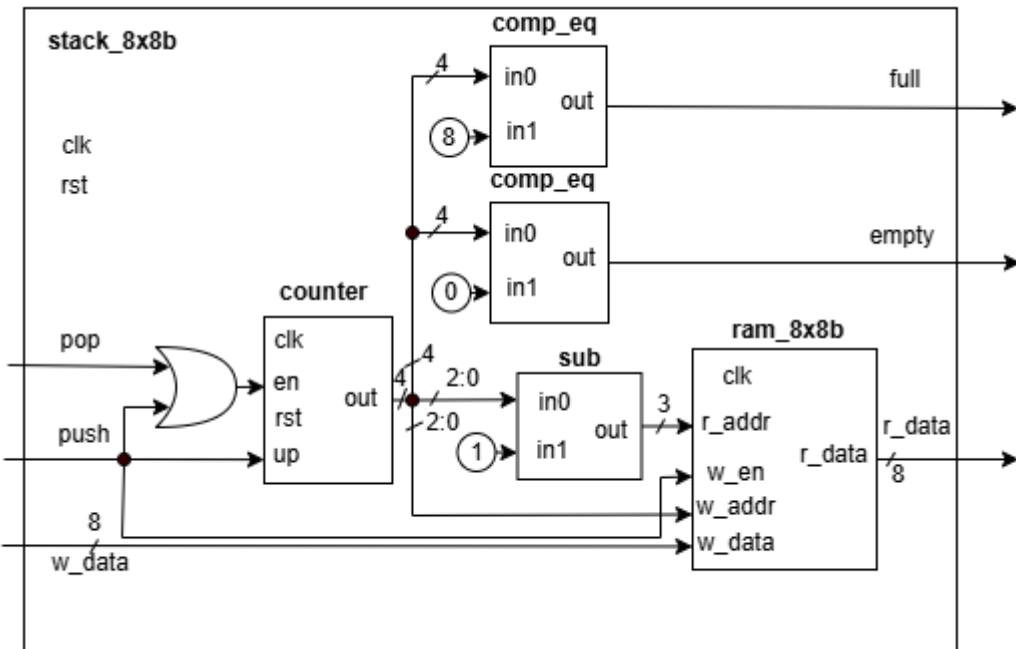 stack_8x8b
clk
rst
comp_eq
4
in0
out
8
in1
full
comp_eq
4
in0
out
0
in1
empty
counter
clk
en
rst
up
out
pop
push
8
w_data
4
4
2:0
2:0
sub
in0
out
1
in1
3
ram_8x8b
clk
r_addr
w_en
w_addr
w_data
r_data
r_data
8